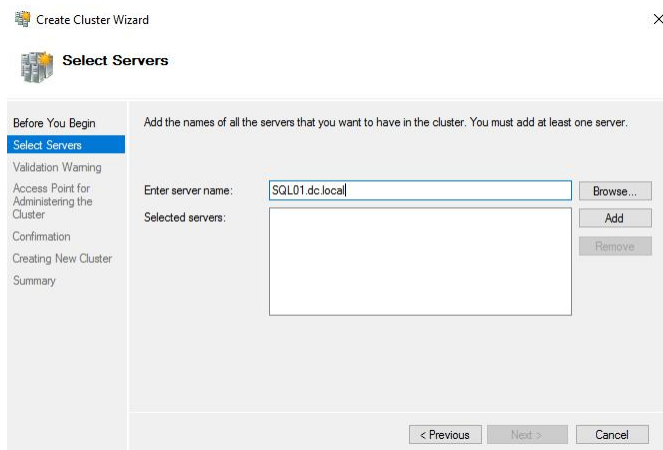 Create Cluster Wizard
Select Servers
Before You Begin
Select Servers
Validation Warning
Access Point for
Administering the
Cluster
Confirmation
Creating New Cluster
Summary
Add the names of all the servers that you want to have in the cluster. You must add at least one server.
Enter server name:
SQL01.dc.local
Browse...
Selected servers:
Add
Remove
< Previous
Next >
Cancel